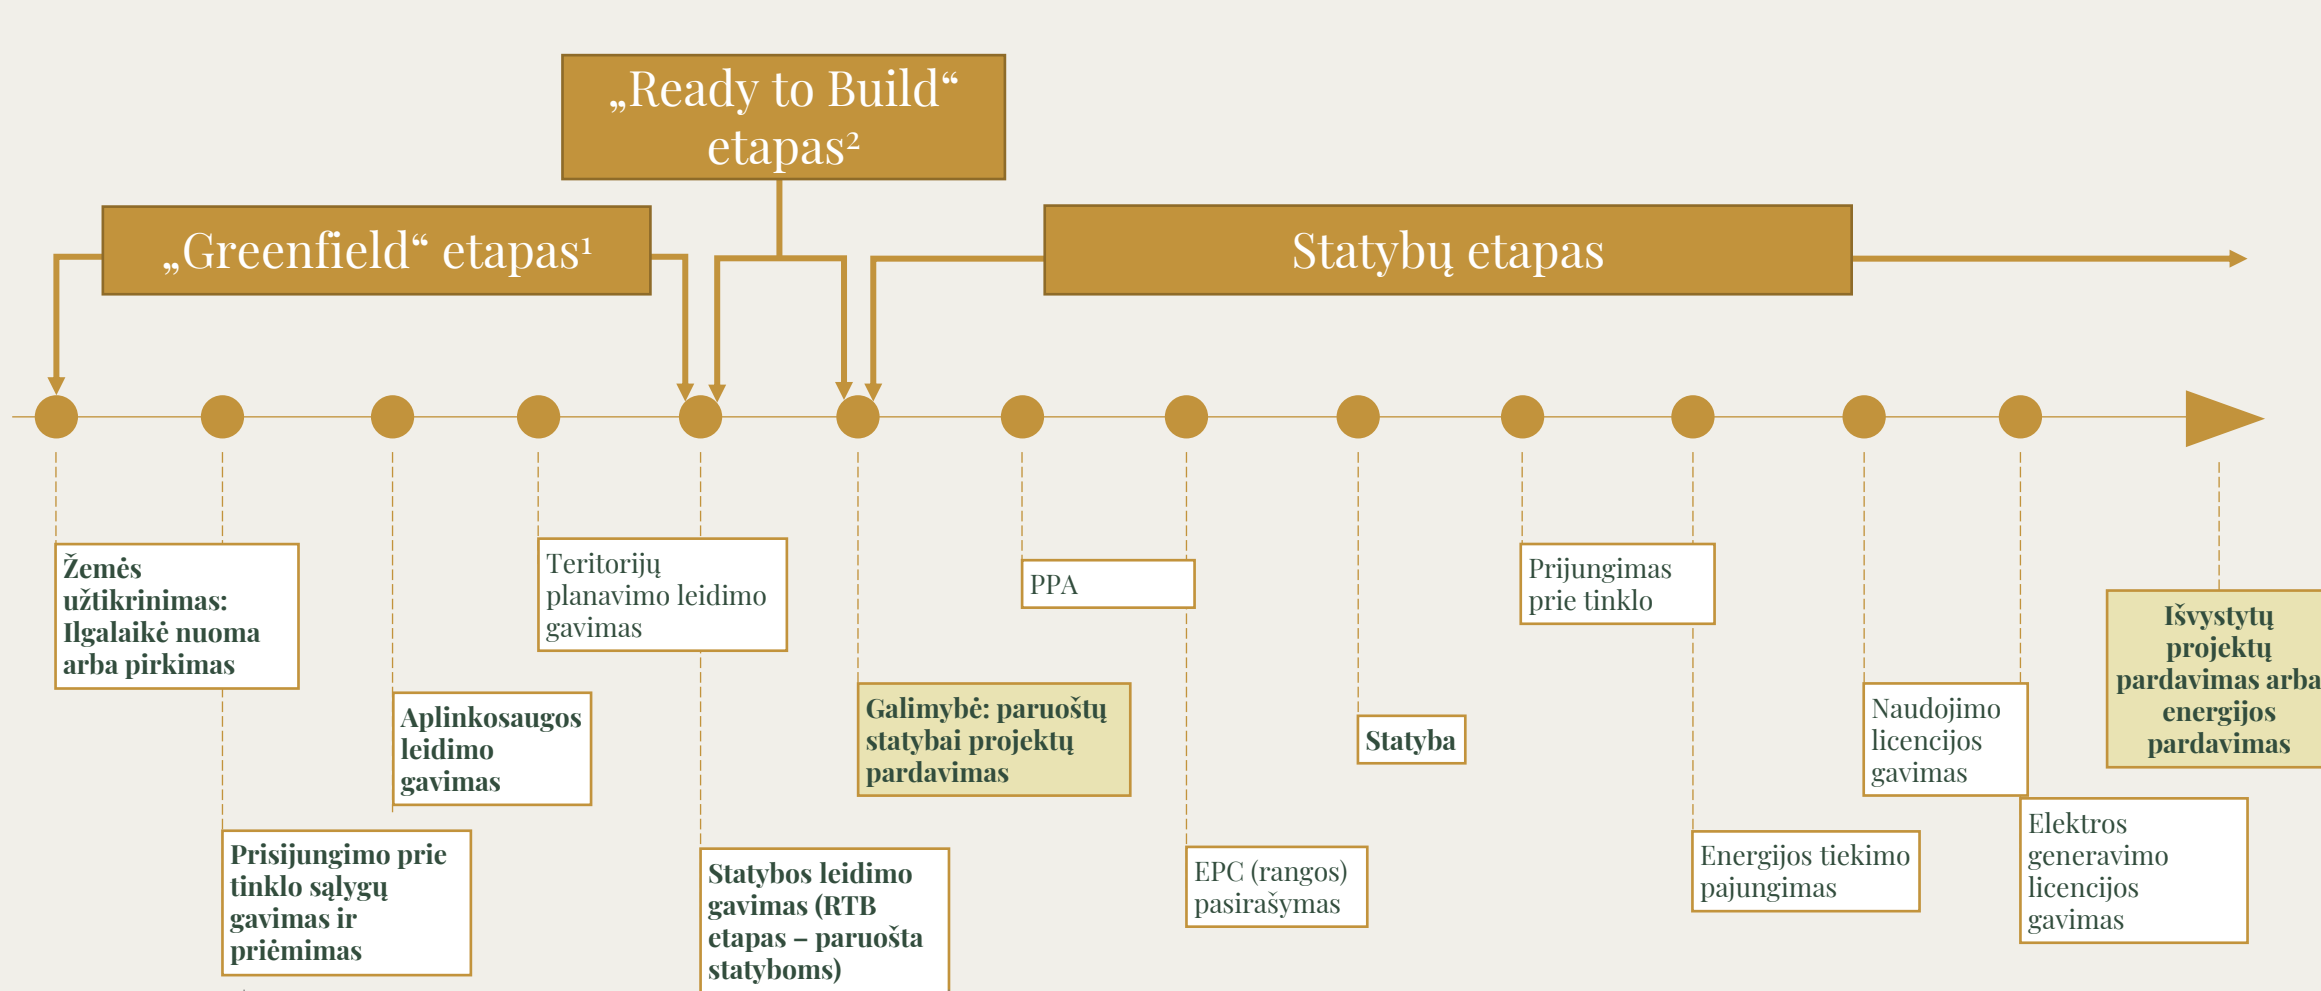 „Ready to Build“
etapas²
„Greenfield“ etapas¹
Statybų etapas
Žemės
užtikrinimas:
Ilgalaikė nuoma
arba pirkimas
Prisijungimo prie
tinklo sąlygų
gavimas ir
priėmimas
Aplinkosaugos
leidimo
gavimas
Teritorijų
planavimo leidimo
gavimas
Statybos leidimo
gavimas (RTB
etapas – paruošta
statyboms)
Galimybė: paruoštų
statybai projektų
pardavimas
PPA
EPC (rangos)
pasirašymas
Statyba
Prijungimas
prie tinklo
Energijos tiekimo
pajungimas
Naudojimo
licencijos
gavimas
Elektros
generavimo
licencijos
gavimas
Išvystytų
projektų
pardavimas arba
energijos
pardavimas